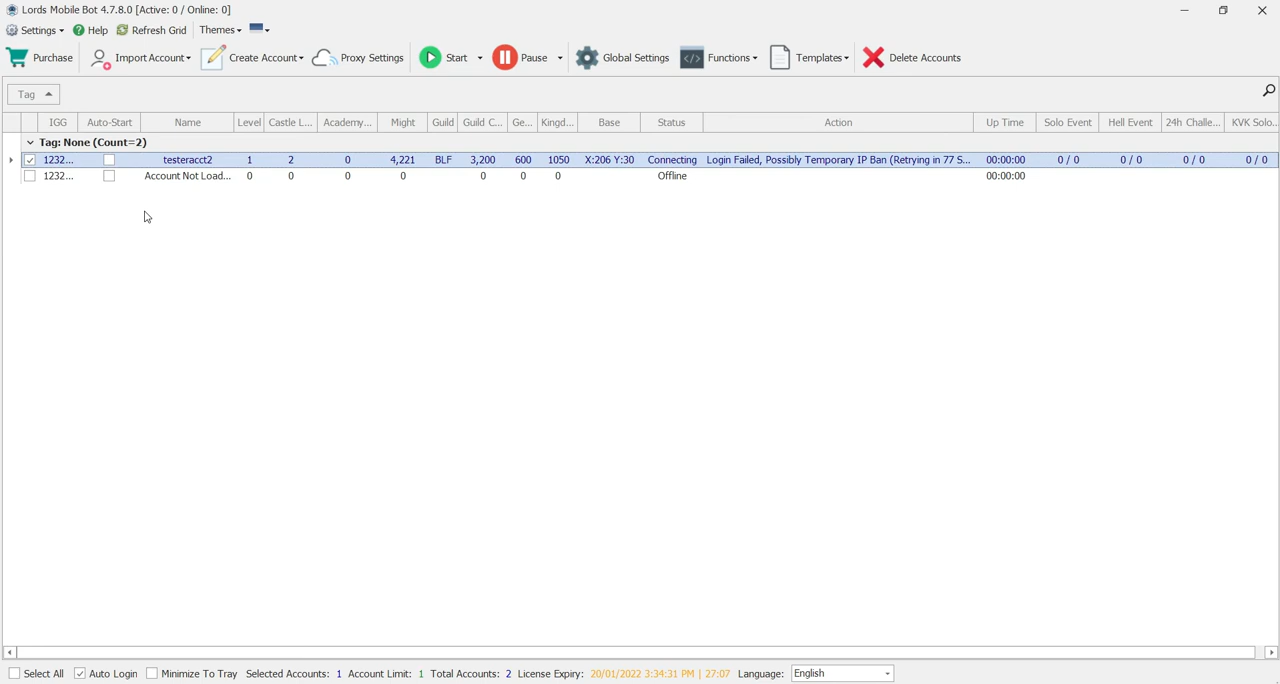 Lords Mobile Bot 4.7.8.0 [Active: 0 / Online: 0]
Settings Help Refresh Grid Themes
Purchase Import Account Create Account Proxy Settings Start Pause Global Settings Functions Templates Delete Accounts
Tag
IGG Auto-Start Name Level Castle L... Academy... Might Guild Guild C... Ge... Kingd... Base Status Action Up Time Solo Event Hell Event 24h Challe... KVK Solo...
Tag: None (Count=2)
1232... testeracct2 1 2 0 4,221 BLF 3,200 600 1050 X:206 Y:30 Connecting Login Failed, Possibly Temporary IP Ban (Retrying in 77 S... 00:00:00 0 / 0 0 / 0 0 / 0 0 / 0
1232... Account Not Load... 0 0 0 0 0 0 0 Offline 00:00:00
Select All Auto Login Minimize To Tray Selected Accounts: 1 Account Limit: 1 Total Accounts: 2 License Expiry: 20/01/2022 3:34:31 PM | 27:07 Language: English